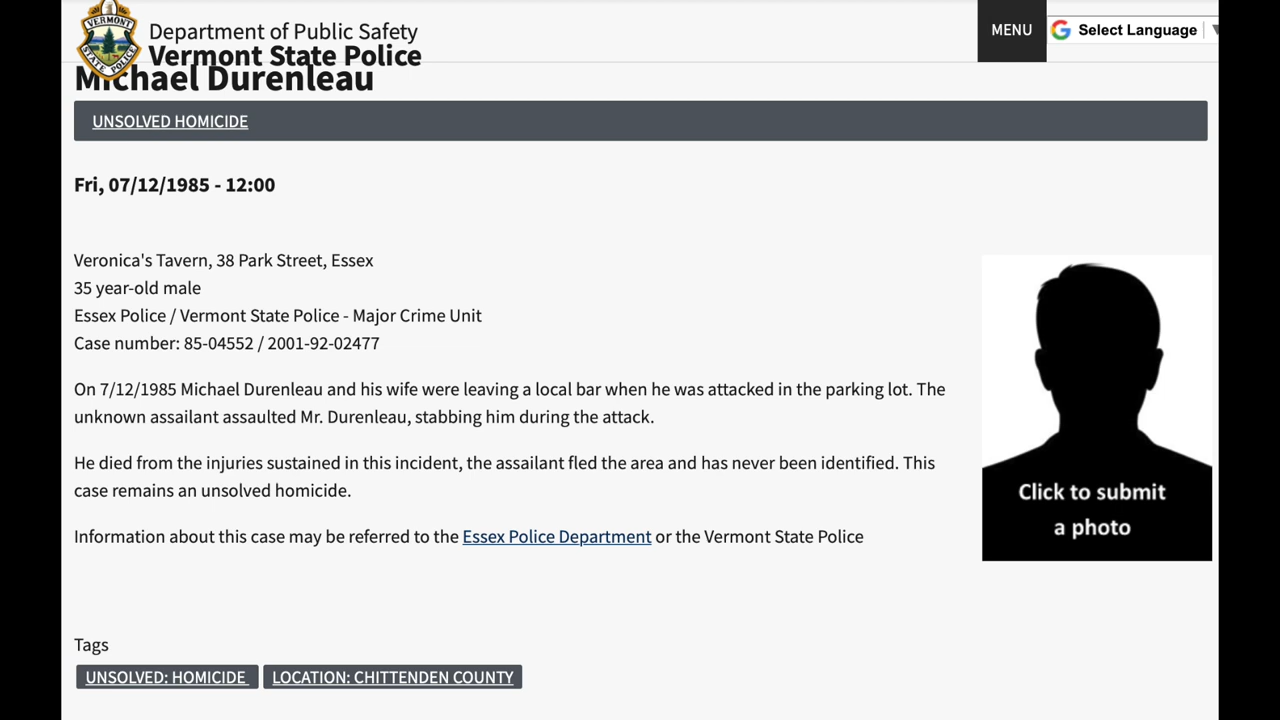 VERMONT
STATE POLICE
Department of Public Safety
Vermont State Police
MENU
Select Language
Michael Durenleau
UNSOLVED HOMICIDE
Fri, 07/12/1985 - 12:00
Veronica's Tavern, 38 Park Street, Essex
35 year-old male
Essex Police / Vermont State Police - Major Crime Unit
Case number: 85-04552 / 2001-92-02477
On 7/12/1985 Michael Durenleau and his wife were leaving a local bar when he was attacked in the parking lot. The
unknown assailant assaulted Mr. Durenleau, stabbing him during the attack.
He died from the injuries sustained in this incident, the assailant fled the area and has never been identified. This
case remains an unsolved homicide.
Information about this case may be referred to the Essex Police Department or the Vermont State Police
Click to submit
a photo
Tags
UNSOLVED: HOMICIDE
LOCATION: CHITTENDEN COUNTY